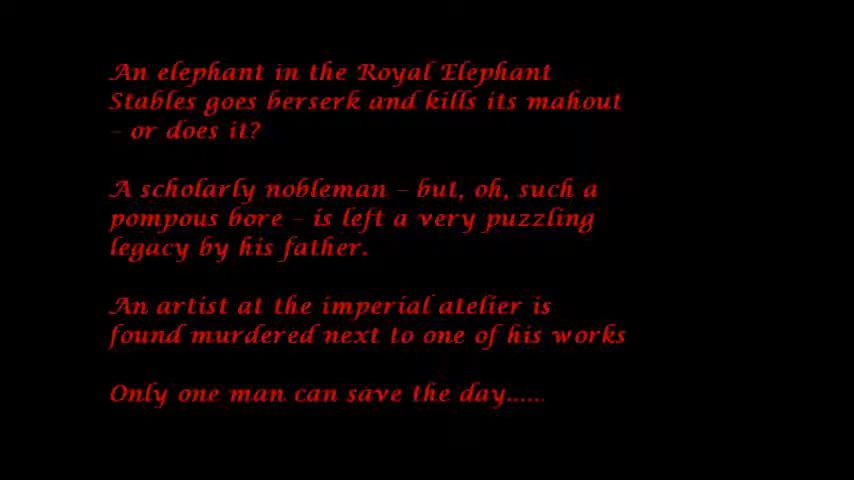 An elephant in the Royal Elephant
Stables goes berserk and kills its mahout
– or does it?
A scholarly nobleman – but, oh, such a
pompous bore – is left a very puzzling
legacy by his father.
An artist at the imperial atelier is
found murdered next to one of his works
Only one man can save the day......